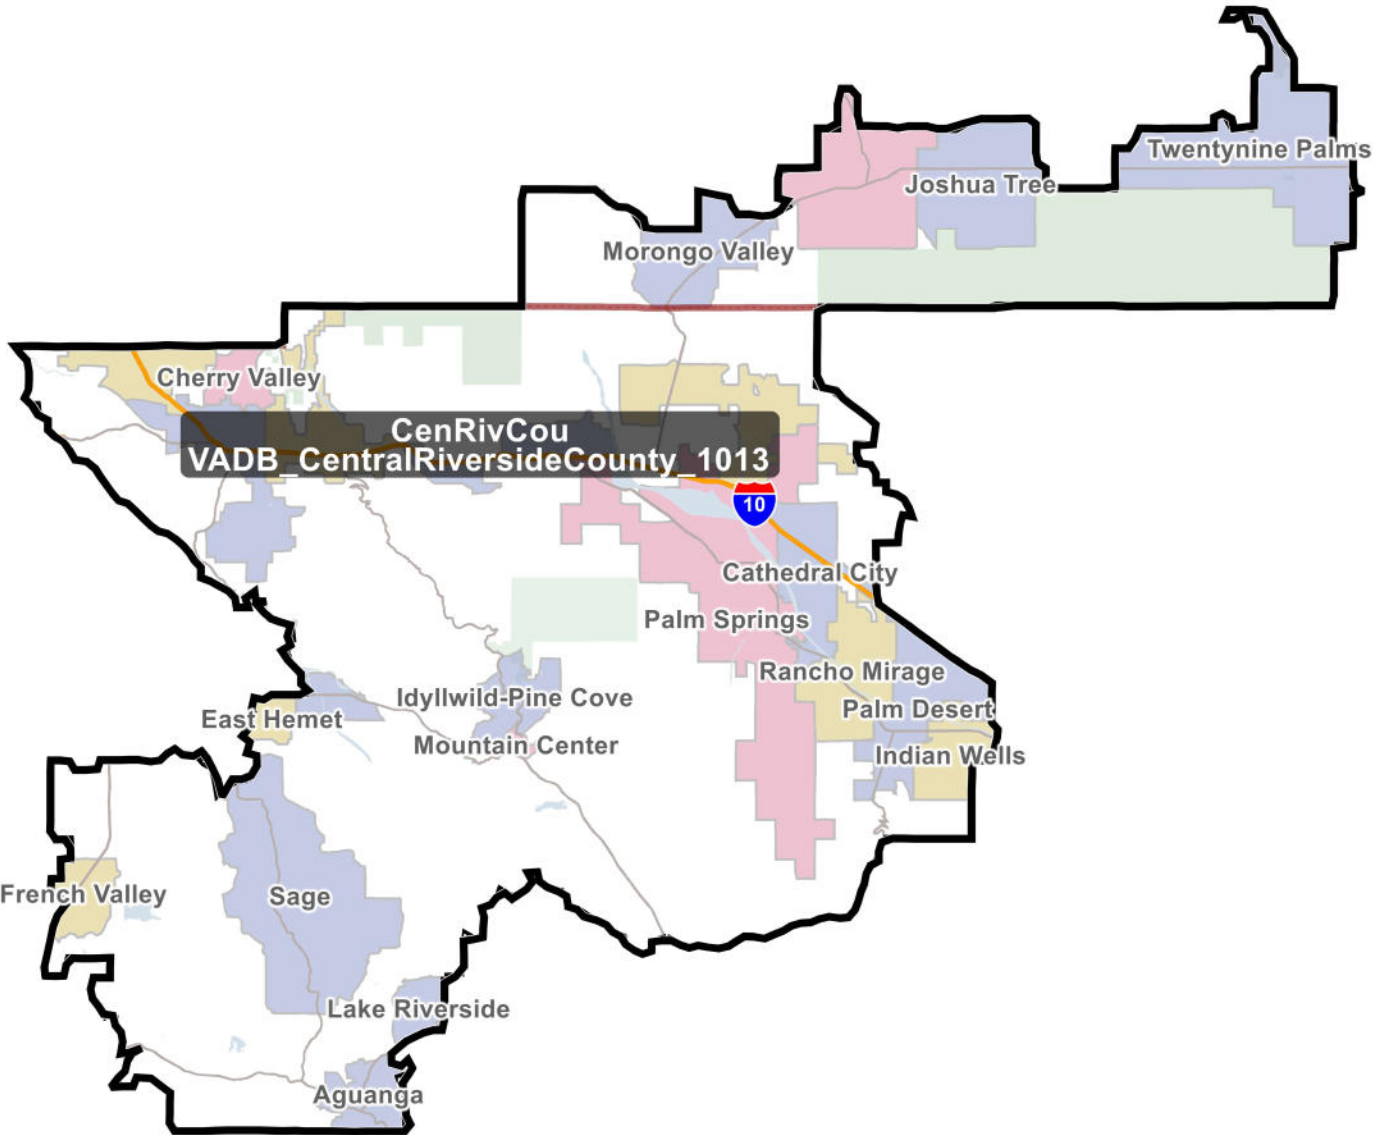 Twentynine Palms
Joshua Tree
Morongo Valley
Cherry Valley
CenRivCou
VADB_CentralRiversideCounty_1013
10
Cathedral City
Palm Springs
Rancho Mirage
Idyllwild-Pine Cove
Palm Desert
East Hemet
Mountain Center
Indian Wells
French Valley
Sage
Lake Riverside
Aguanga